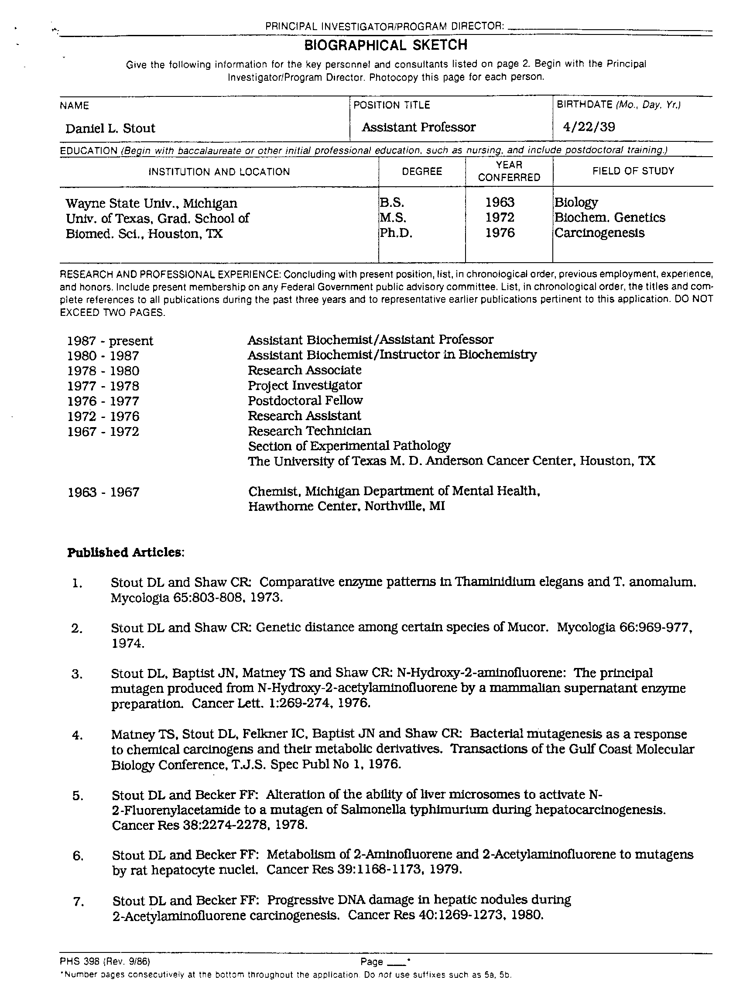 PRINCIPAL INVESTIGATOR/PROGRAM DIRECTOR:
BIOGRAPHICAL SKETCH
Give the following information for the key personnel and consultants listed on page 2. Begin with the Principal
Investigator/Program Director. Photocopy this page for each person.
NAME POSITION TITLE BIRTHDATE (Mo., Day, Yr.)
Daniel L. Stout Assistant Professor 4/22/39
EDUCATION (Begin with baccalaureate or other initial professional education, such as nursing, and include postdoctoral training.)
INSTITUTION AND LOCATION DEGREE YEAR CONFERRED FIELD OF STUDY
Wayne State Univ., Michigan B.S. 1963 Biology
Univ. of Texas, Grad. School of M.S. 1972 Biochem. Genetics
Biomed. Sci., Houston, TX Ph.D. 1976 Carcinogenesis
RESEARCH AND PROFESSIONAL EXPERIENCE: Concluding with present position, list, in chronological order, previous employment, experience,
and honors. Include present membership on any Federal Government public advisory committee. List, in chronological order, the titles and com-
plete references to all publications during the past three years and to representative earlier publications pertinent to this application. DO NOT
EXCEED TWO PAGES.
1987 - present Assistant Biochemist/Assistant Professor
1980 - 1987 Assistant Biochemist/Instructor in Biochemistry
1978 - 1980 Research Associate
1977 - 1978 Project Investigator
1976 - 1977 Postdoctoral Fellow
1972 - 1976 Research Assistant
1967 - 1972 Research Technician
Section of Experimental Pathology
The University of Texas M. D. Anderson Cancer Center, Houston, TX
1963 - 1967 Chemist, Michigan Department of Mental Health,
Hawthorne Center, Northville, MI
Published Articles:
1. Stout DL and Shaw CR: Comparative enzyme patterns in Thaminidium elegans and T. anomalum.
Mycologia 65:803-808, 1973.
2. Stout DL and Shaw CR: Genetic distance among certain species of Mucor. Mycologia 66:969-977,
1974.
3. Stout DL, Baptist JN, Matney TS and Shaw CR: N-Hydroxy-2-aminofluorene: The principal
mutagen produced from N-Hydroxy-2-acetylaminofluorene by a mammalian supernatant enzyme
preparation. Cancer Lett. 1:269-274, 1976.
4. Matney TS, Stout DL, Felkner IC, Baptist JN and Shaw CR: Bacterial mutagenesis as a response
to chemical carcinogens and their metabolic derivatives. Transactions of the Gulf Coast Molecular
Biology Conference, T.J.S. Spec Publ No 1, 1976.
5. Stout DL and Becker FF: Alteration of the ability of liver microsomes to activate N-
2-Fluorenylacetamide to a mutagen of Salmonella typhimurium during hepatocarcinogenesis.
Cancer Res 38:2274-2278, 1978.
6. Stout DL and Becker FF: Metabolism of 2-Aminofluorene and 2-Acetylaminofluorene to mutagens
by rat hepatocyte nuclei. Cancer Res 39:1168-1173, 1979.
7. Stout DL and Becker FF: Progressive DNA damage in hepatic nodules during
2-Acetylaminofluorene carcinogenesis. Cancer Res 40:1269-1273, 1980.
PHS 398 (Rev. 9/86) Page ___*
*Number pages consecutively at the bottom throughout the application. Do not use suffixes such as 5a, 5b.